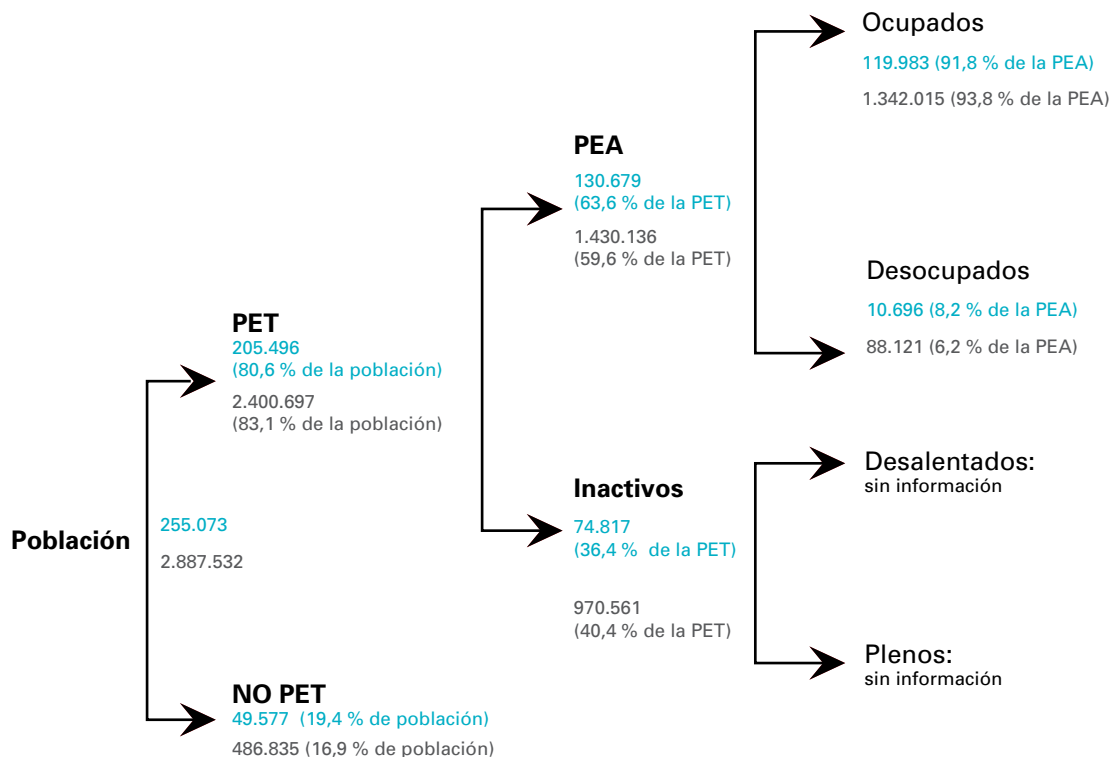 Población
255.073
2.887.532
PET
205.496
(80,6 % de la población)
2.400.697
(83,1 % de la población)
NO PET
49.577 (19,4 % de población)
486.835 (16,9 % de población)
PEA
130.679
(63,6 % de la PET)
1.430.136
(59,6 % de la PET)
Inactivos
74.817
(36,4 % de la PET)
970.561
(40,4 % de la PET)
Ocupados
119.983 (91,8 % de la PEA)
1.342.015 (93,8 % de la PEA)
Desocupados
10.696 (8,2 % de la PEA)
88.121 (6,2 % de la PEA)
Desalentados:
sin información
Plenos:
sin información